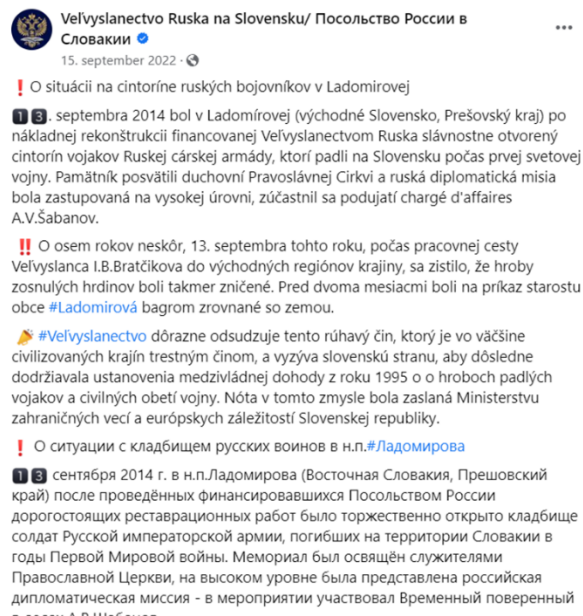 Veľvyslanectvo Ruska na Slovensku/ Посольство России в
Словакии
15. september 2022 ·
❗ O situácii na cintoríne ruských bojovníkov v Ladomirovej
1️⃣3️⃣. septembra 2014 bol v Ladomírovej (východné Slovensko, Prešovský kraj) po
nákladnej rekonštrukcii financovanej Veľvyslanectvom Ruska slávnostne otvorený
cintorín vojakov Ruskej cárskej armády, ktorí padli na Slovensku počas prvej svetovej
vojny. Pamätník posvätili duchovní Pravoslávnej Cirkvi a ruská diplomatická misia
bola zastupovaná na vysokej úrovni, zúčastnil sa podujatí chargé d'affaires
A.V.Šabanov.
‼️ O osem rokov neskôr, 13. septembra tohto roku, počas pracovnej cesty
Veľvyslanca I.B.Bratčikova do východných regiónov krajiny, sa zistilo, že hroby
zosnulých hrdinov boli takmer zničené. Pred dvoma mesiacmi boli na príkaz starostu
obce #Ladomirová bagrom zrovnané so zemou.
🎉 #Veľvyslanectvo dôrazne odsudzuje tento rúhavý čin, ktorý je vo väčšine
civilizovaných krajín trestným činom, a vyzýva slovenskú stranu, aby dôsledne
dodržiavala ustanovenia medzivládnej dohody z roku 1995 o o hroboch padlých
vojakov a civilných obetí vojny. Nóta v tomto zmysle bola zaslaná Ministerstvu
zahraničných vecí a európskych záležitostí Slovenskej republiky.
❗ О ситуации с кладбищем русских воинов в н.п.#Ладомирова
1️⃣3️⃣ сентября 2014 г. в н.п.Ладомирова (Восточная Словакия, Прешовский
край) после проведённых финансировавшихся Посольством России
дорогостоящих реставрационных работ было торжественно открыто кладбище
солдат Русской императорской армии, погибших на территории Словакии в
годы Первой Мировой войны. Мемориал был освящён служителями
Православной Церкви, на высоком уровне была представлена российская
дипломатическая миссия - в мероприятии участвовал Временный поверенный